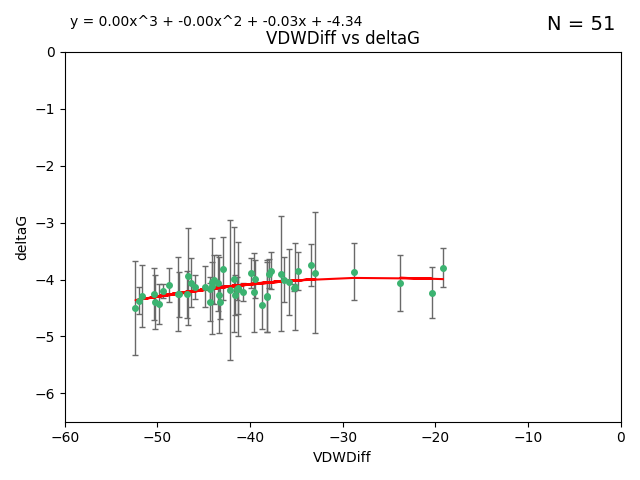 y = 0.00x^3 + -0.00x^2 + -0.03x + -4.34
N = 51
VDWDiff vs deltaG
0
−1
−2
−3
−4
−5
−6
deltaG
−60
−50
−40
−30
−20
−10
0
VDWDiff